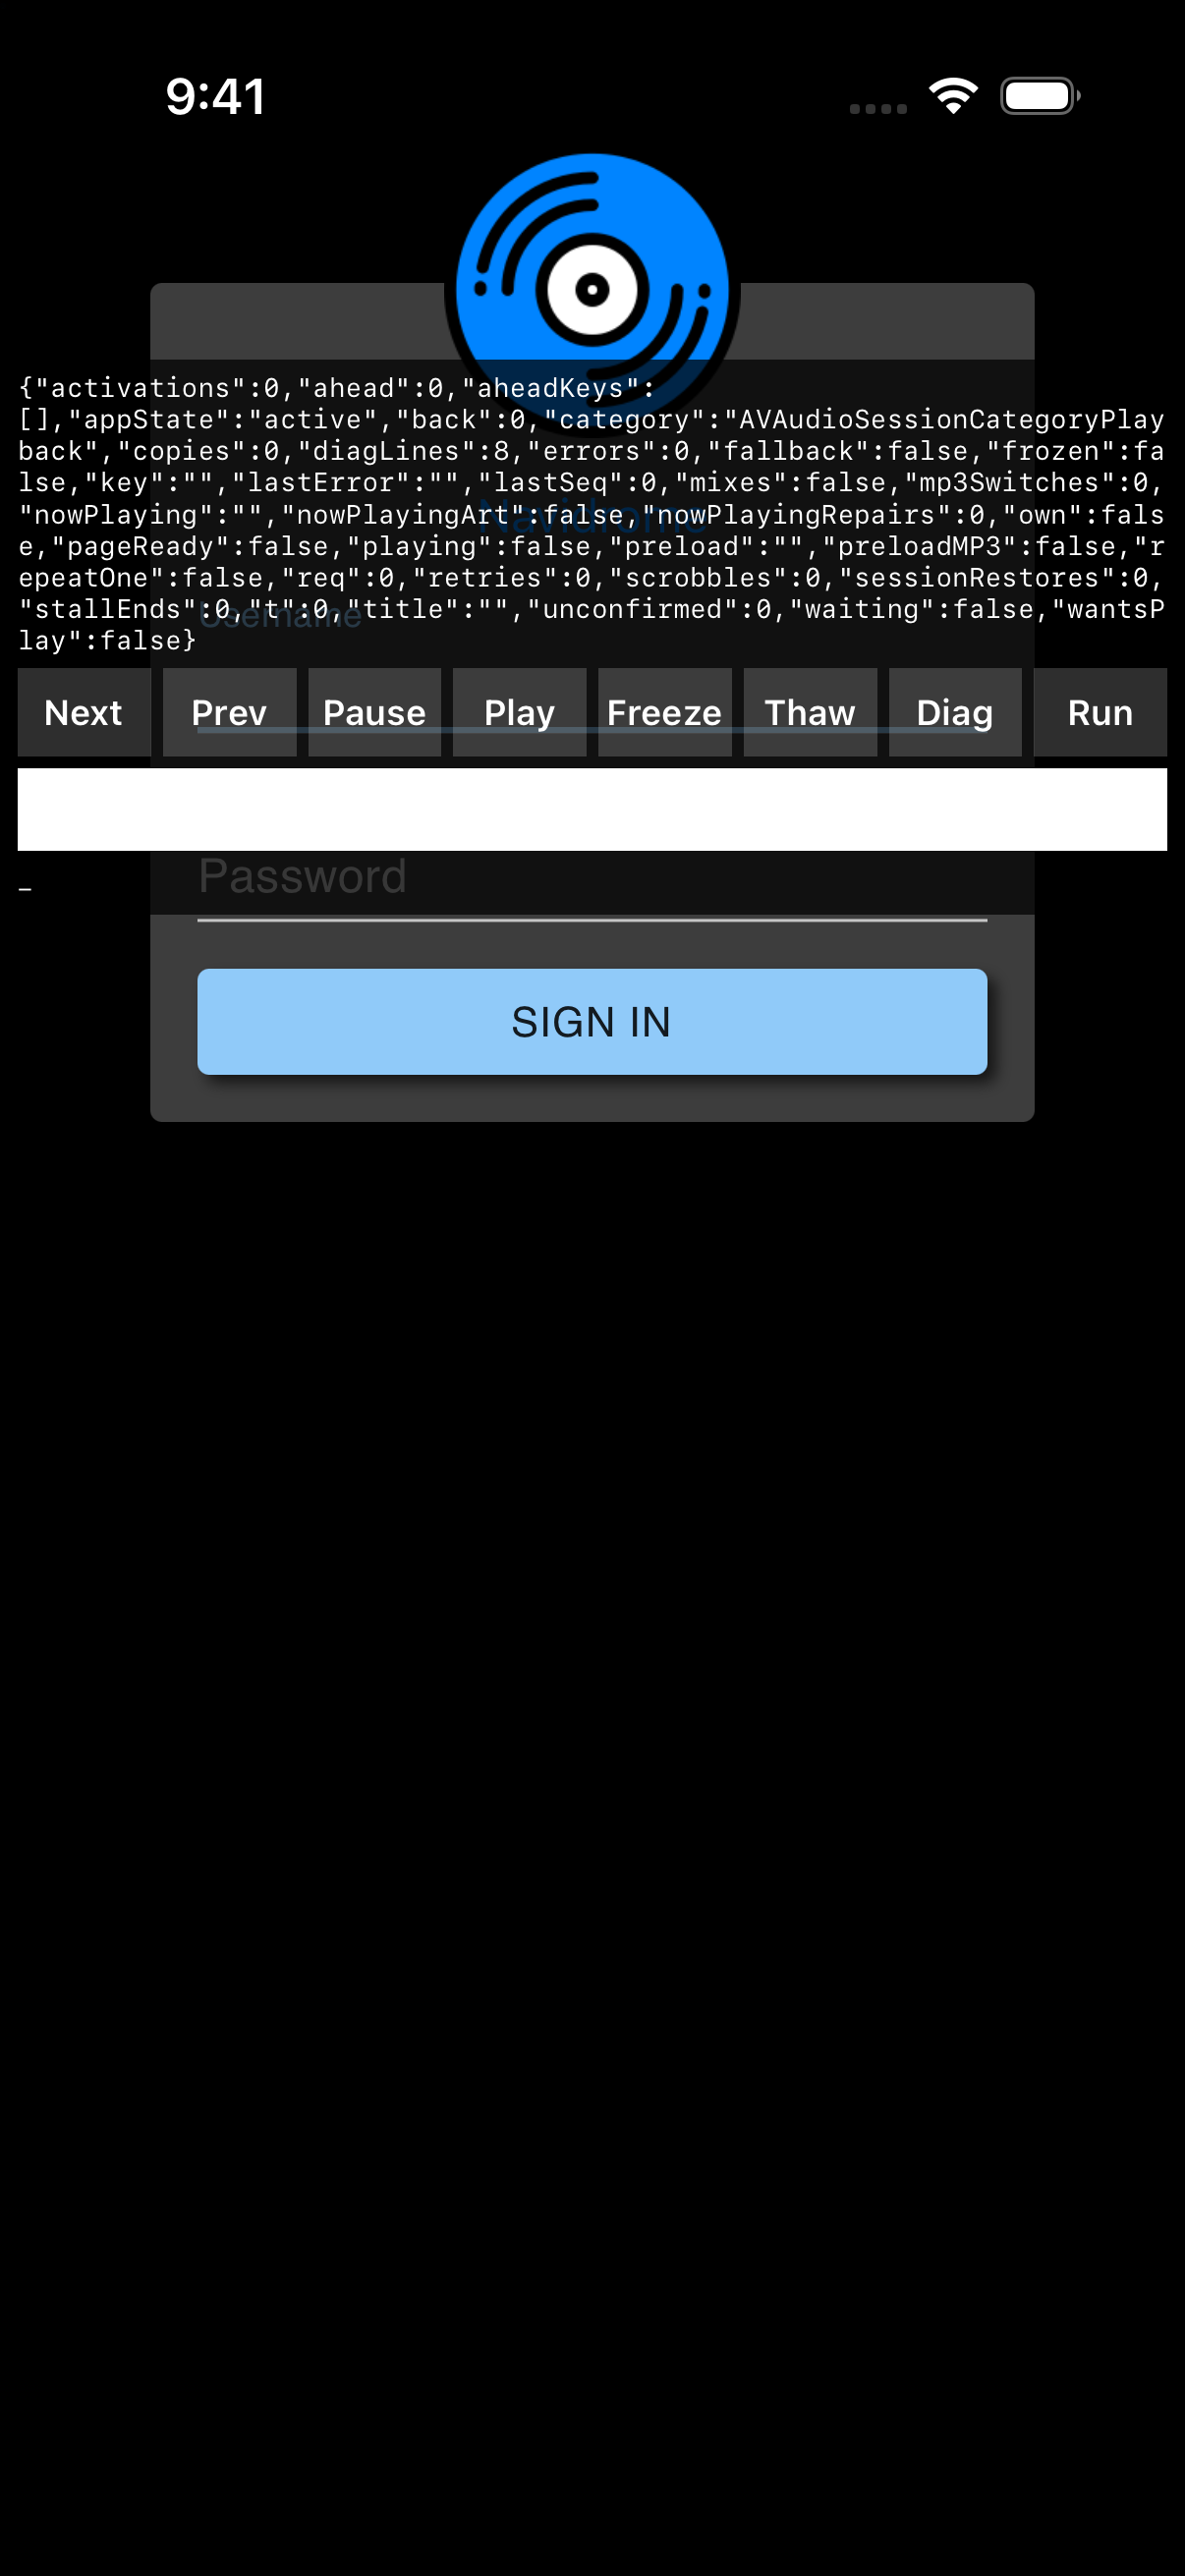 9:41
{"activations":0,"ahead":0,"aheadKeys":
[],"appState":"active","back":0,"category":"AVAudioSessionCategoryPlay
back","copies":0,"diagLines":8,"errors":0,"fallback":false,"frozen":fa
lse,"key":"","lastError":"","lastSeq":0,"mixes":false,"mp3Switches":0,
"nowPlaying":"","nowPlayingArt":false,"nowPlayingRepairs":0,"own":fals
e,"pageReady":false,"playing":false,"preload":"","preloadMP3":false,"r
epeatOne":false,"req":0,"retries":0,"scrobbles":0,"sessionRestores":0,
"stallEnds":0,"t":0,"title":"","unconfirmed":0,"waiting":false,"wantsP
lay":false}
Navidrome
Username
Next Prev Pause Play Freeze Thaw Diag Run
Password
–
SIGN IN